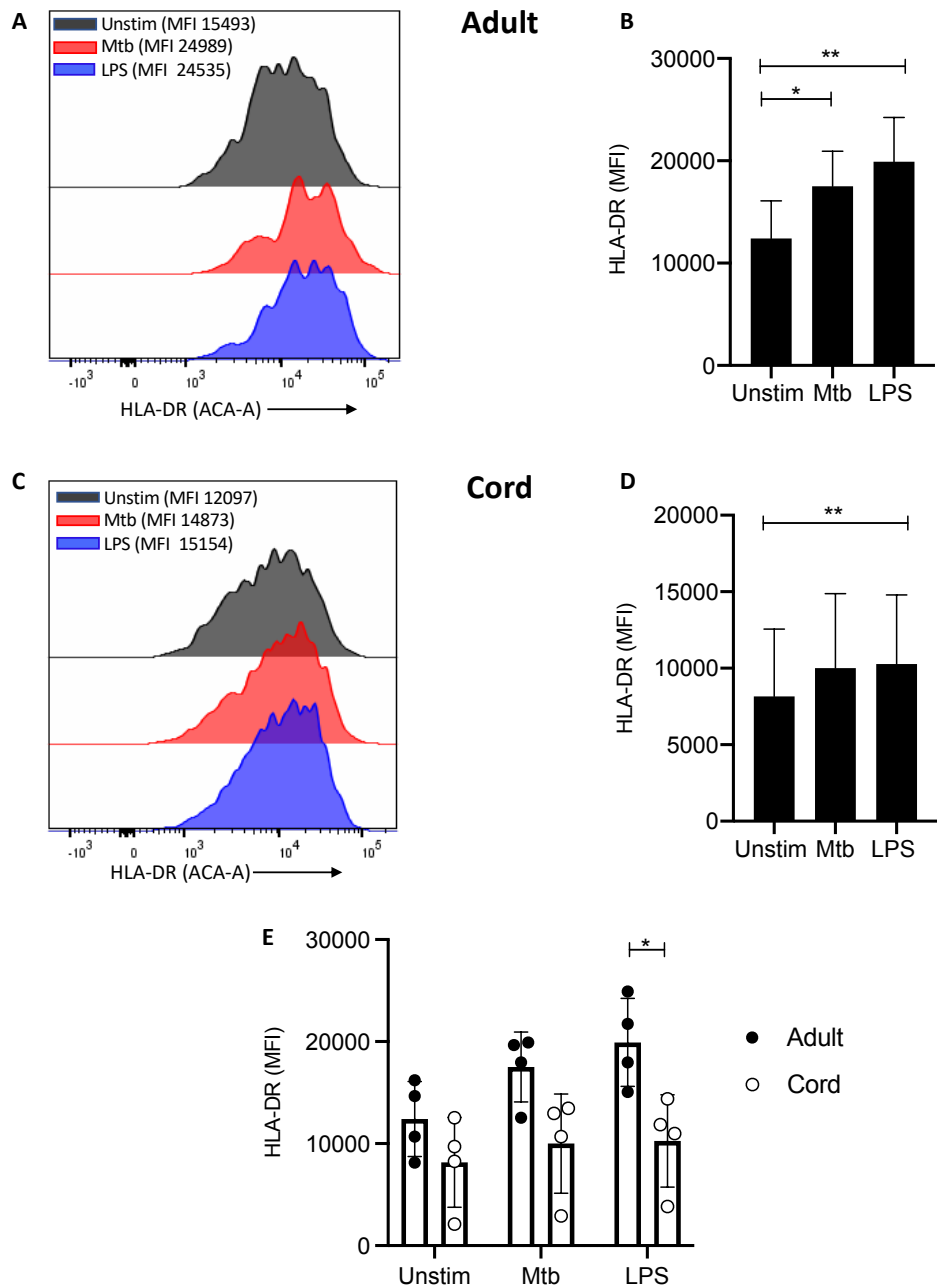 A
Unstim (MFI 15493)
Mtb (MFI 24989)
LPS (MFI  24535)
-10³ 0 10³ 10⁴ 10⁵
HLA-DR (ACA-A)
Adult
B
HLA-DR (MFI)
30000
20000
10000
0
**
*
Unstim Mtb LPS
C
Unstim (MFI 12097)
Mtb (MFI 14873)
LPS (MFI  15154)
-10³ 0 10³ 10⁴ 10⁵
HLA-DR (ACA-A)
Cord
D
HLA-DR (MFI)
20000
15000
10000
5000
0
**
Unstim Mtb LPS
E
HLA-DR (MFI)
30000
20000
10000
0
*
Unstim Mtb LPS
Adult
Cord